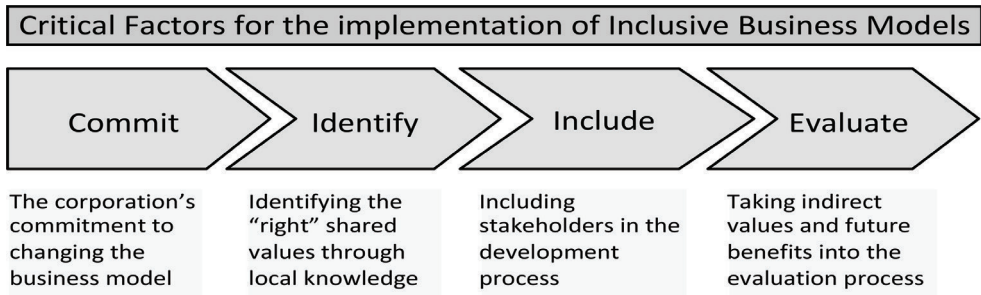 Critical Factors for the implementation of Inclusive Business Models
Commit
Identify
Include
Evaluate
The corporation's
commitment to
changing the
business model
Identifying the
"right" shared
values through
local knowledge
Including
stakeholders in the
development
process
Taking indirect
values and future
benefits into the
evaluation process